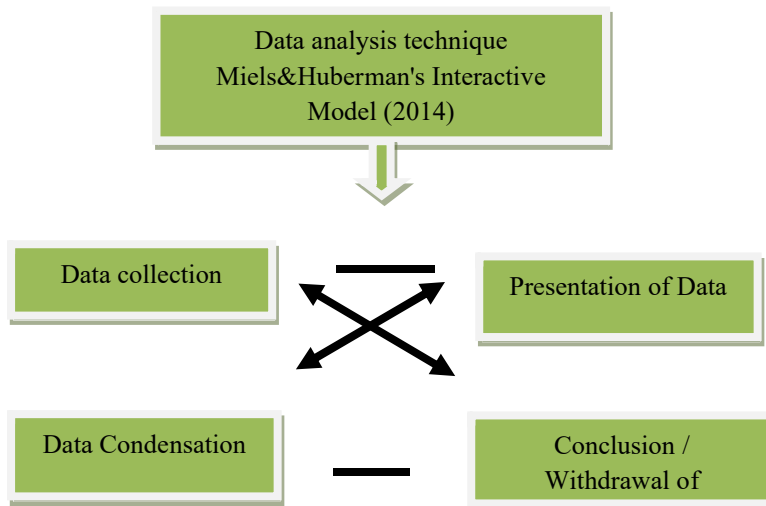 Data analysis technique
Miels&Huberman's Interactive
Model (2014)
Data collection
Presentation of Data
Data Condensation
Conclusion /
Withdrawal of